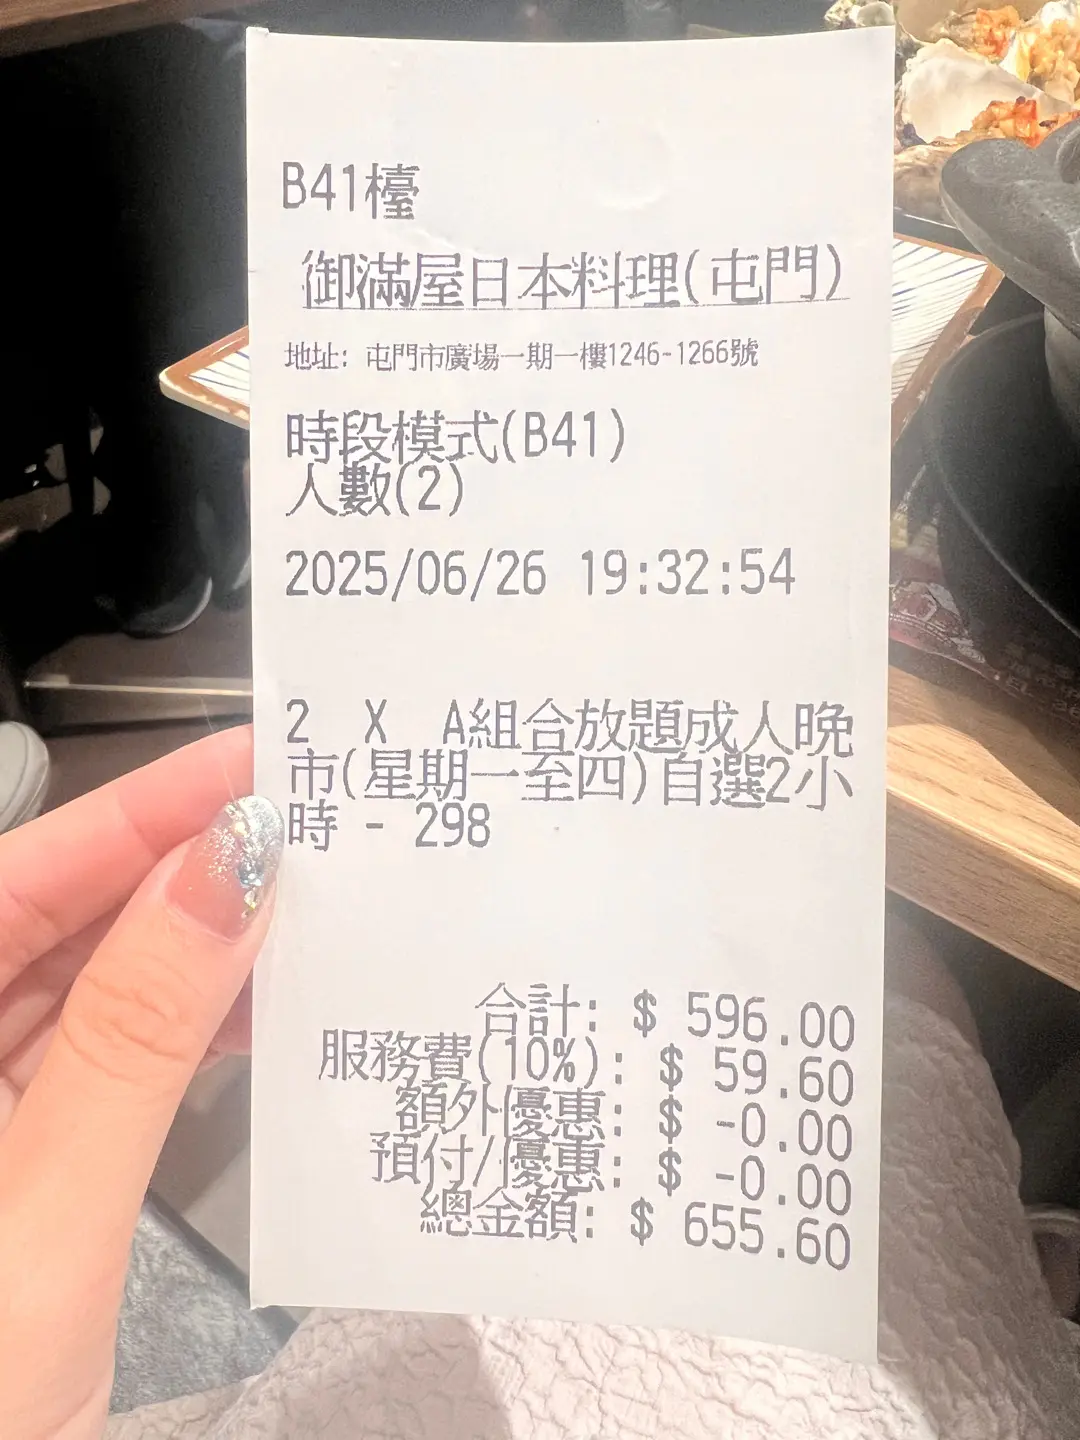 B41檯
御滿屋日本料理(屯門)
地址: 屯門市廣場一期一樓1246-1266號
時段模式(B41)
人數(2)
2025/06/26 19:32:54
2 X A組合放題成人晚
市(星期一至四)自選2小
時 - 298
合計: $ 596.00
服務費(10%): $ 59.60
額外優惠: $ -0.00
預付/優惠: $ -0.00
總金額: $ 655.60